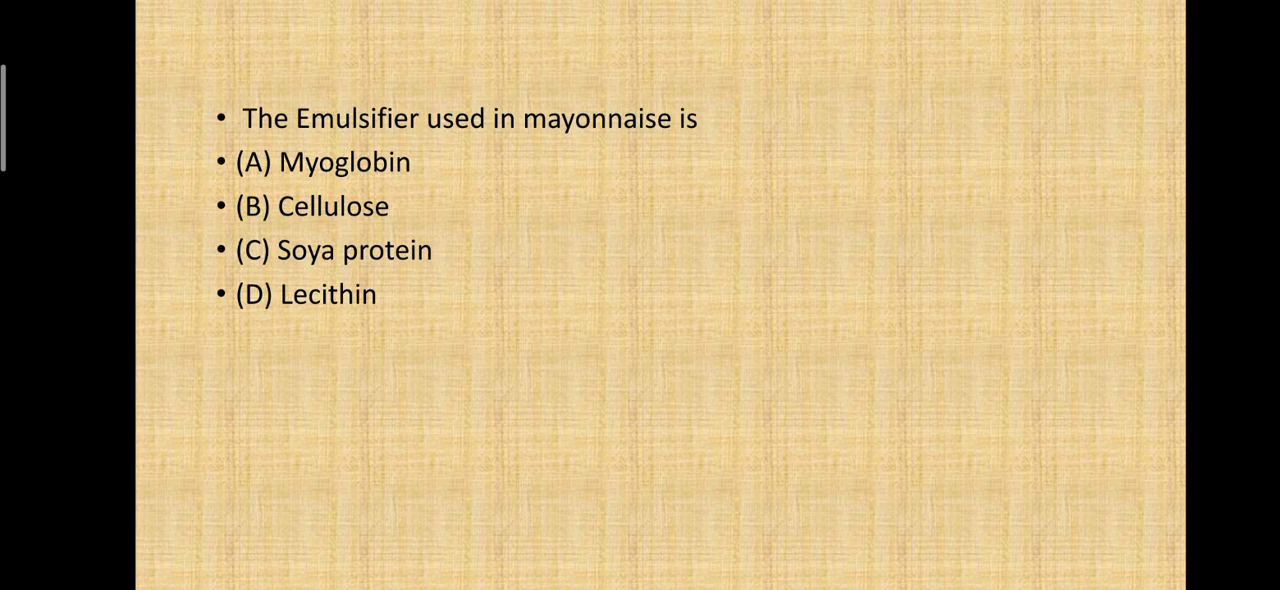 • The Emulsifier used in mayonnaise is
• (A) Myoglobin
• (B) Cellulose
• (C) Soya protein
• (D) Lecithin